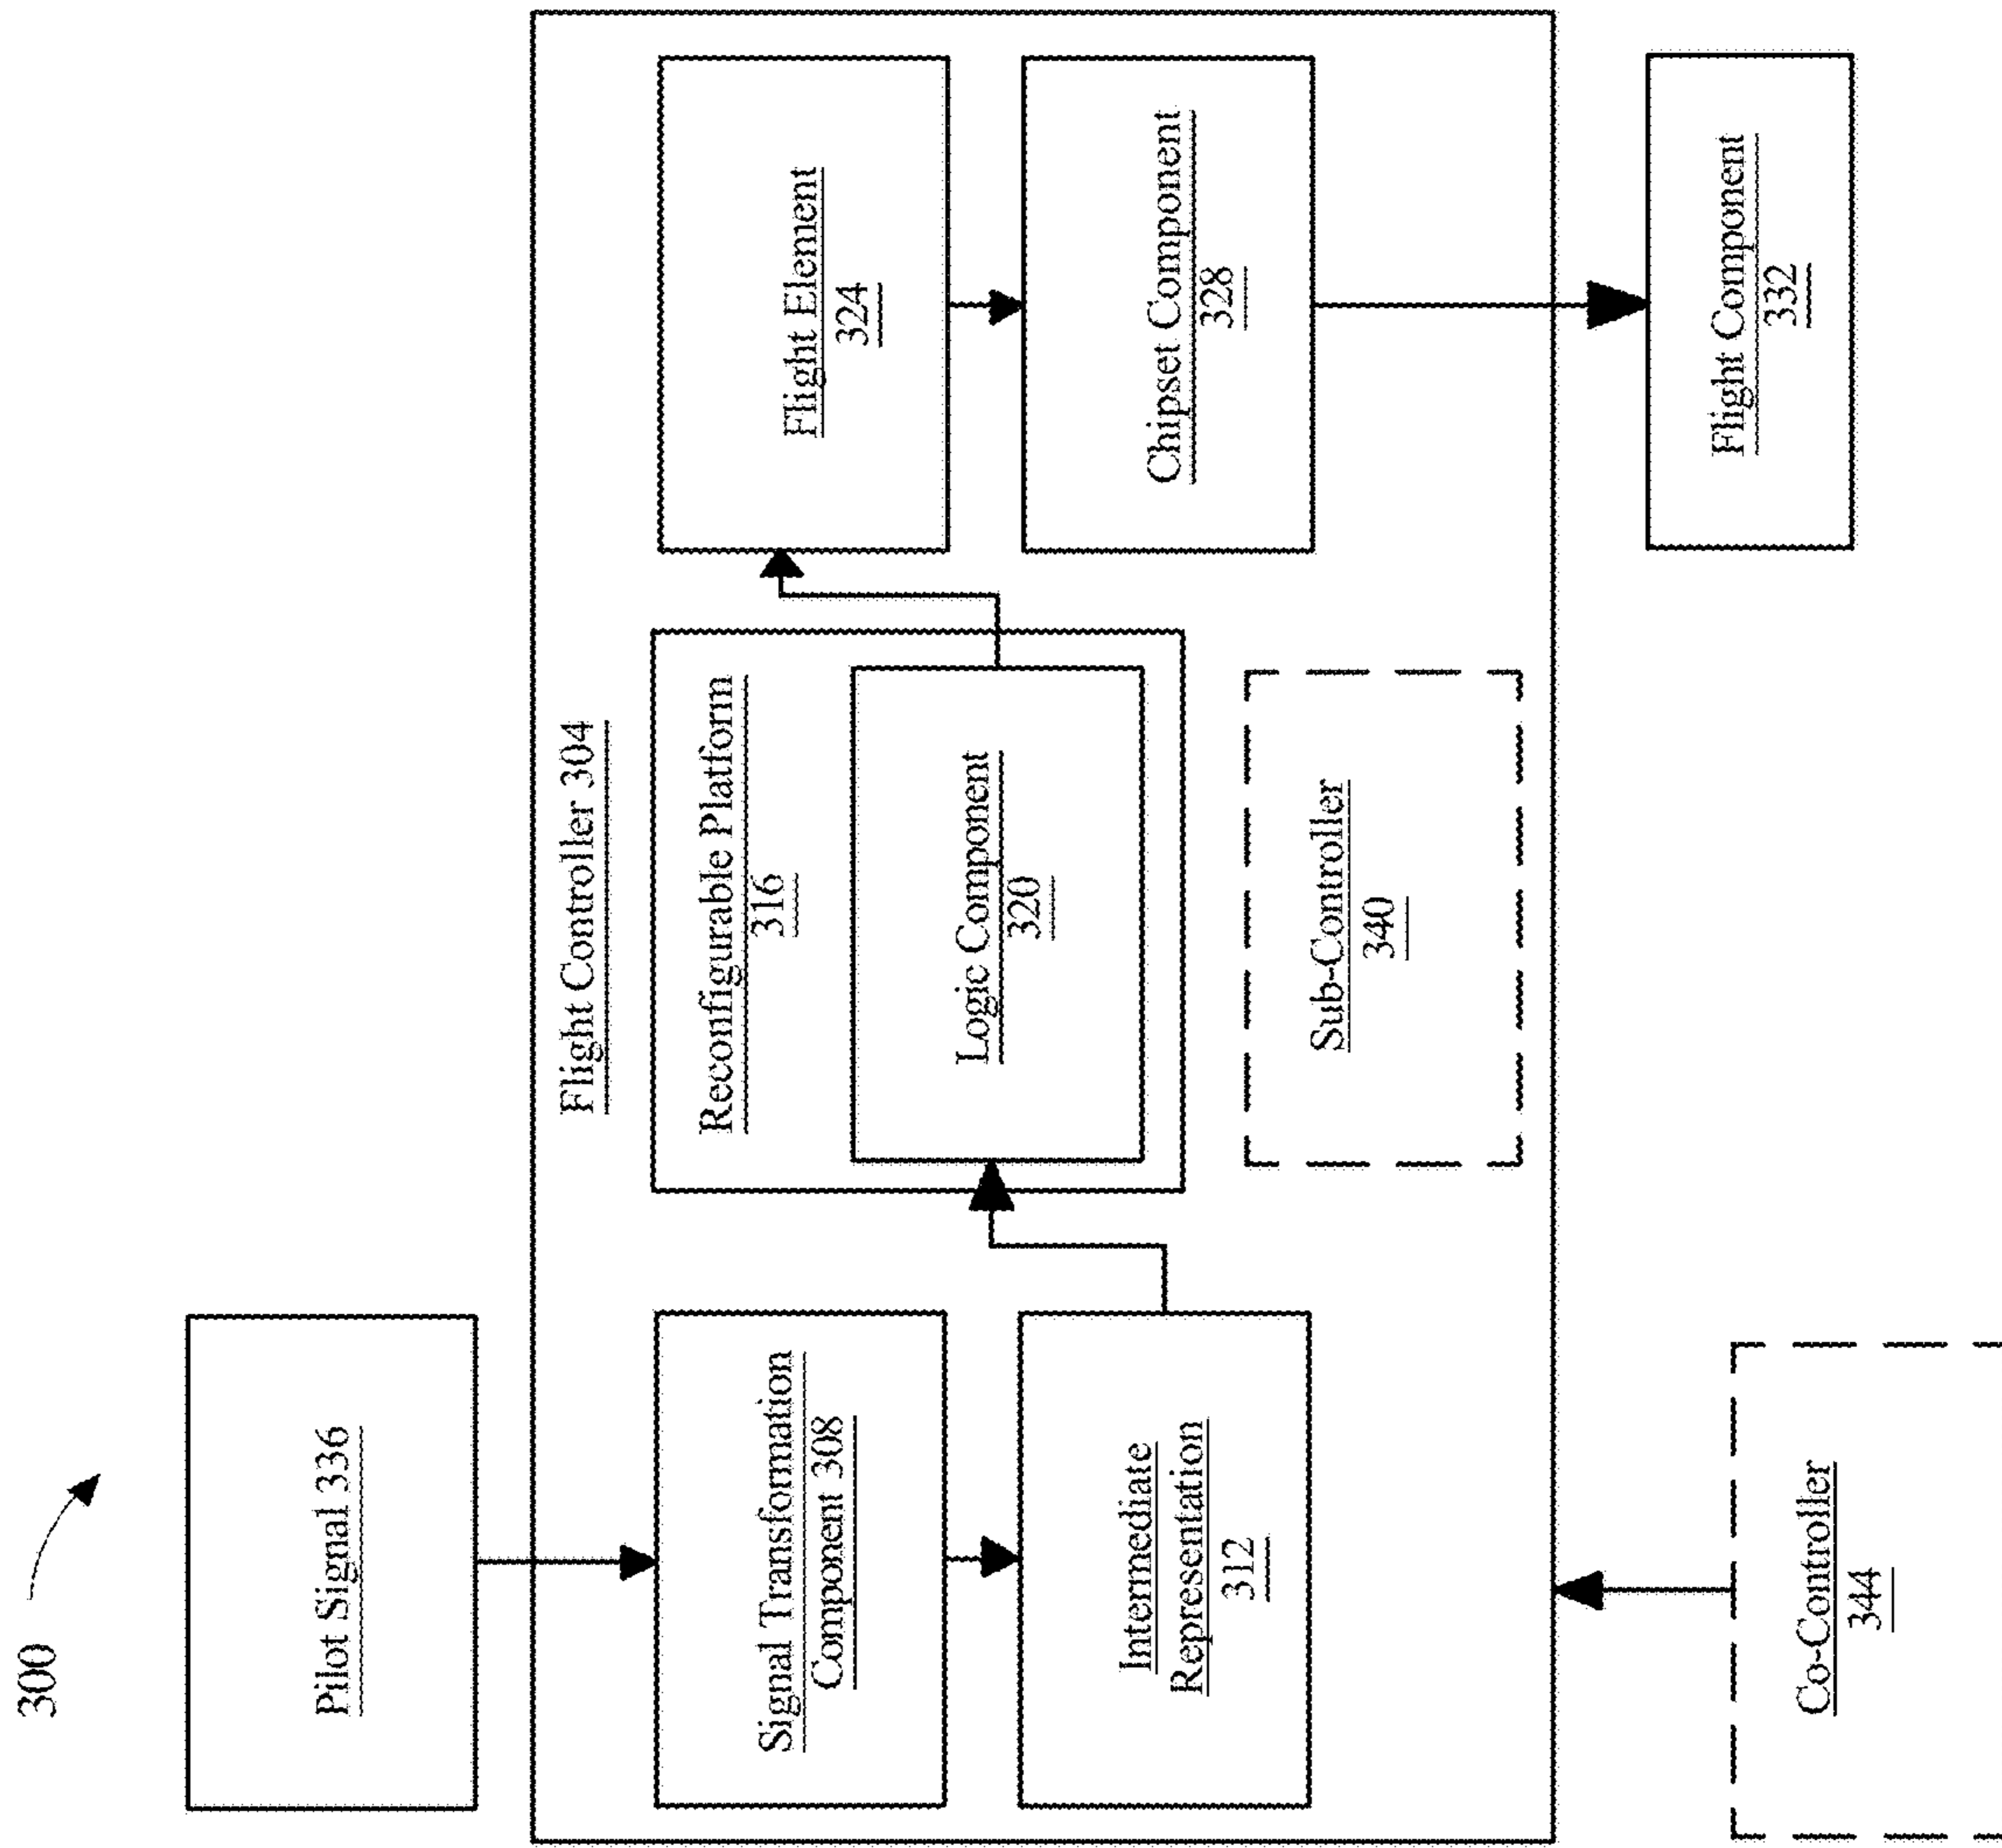 300
Pilot Signal 336
Flight Controller 304
Signal Transformation
Component 308
Intermediate
Representation
312
Reconfigurable Platform
316
Logic Component
320
Sub-Controller
340
Flight Element
324
Chipset Component
328
Co-Controller
344
Flight Component
332